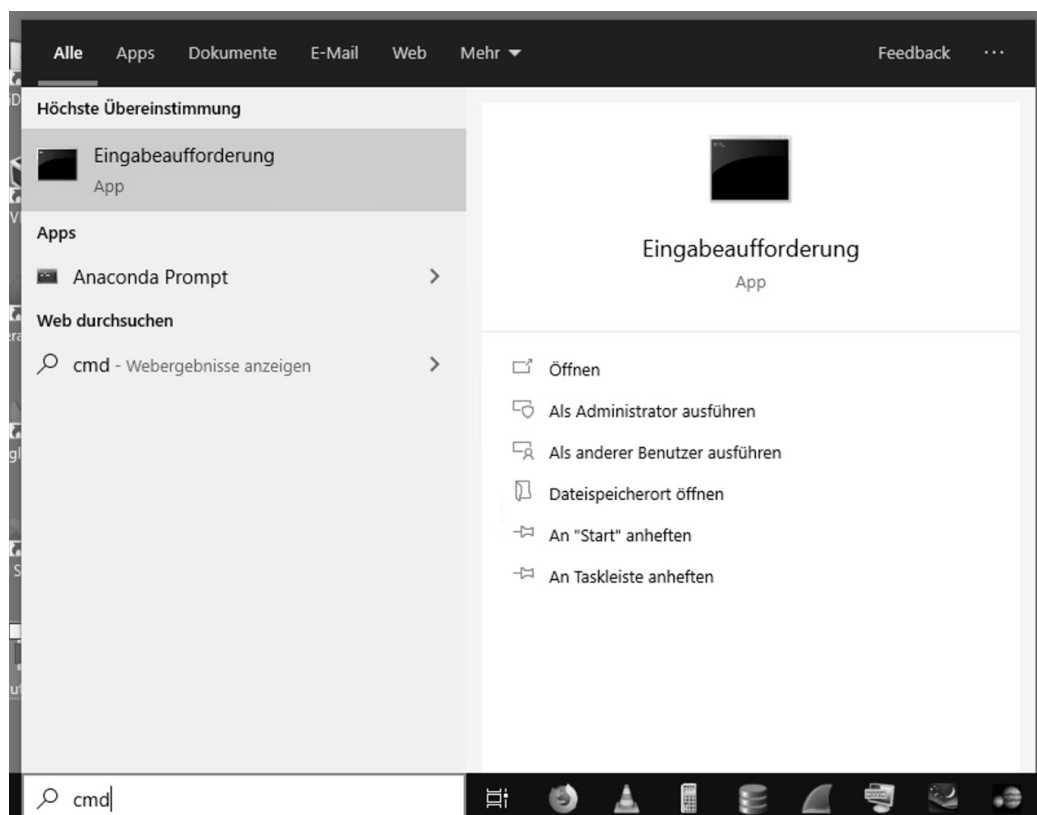 Alle Apps Dokumente E-Mail Web Mehr Feedback ...
Höchste Übereinstimmung
Eingabeaufforderung
App
Apps
Anaconda Prompt
Web durchsuchen
cmd - Webergebnisse anzeigen
Eingabeaufforderung
App
Öffnen
Als Administrator ausführen
Als anderer Benutzer ausführen
Dateispeicherort öffnen
An "Start" anheften
An Taskleiste anheften
cmd